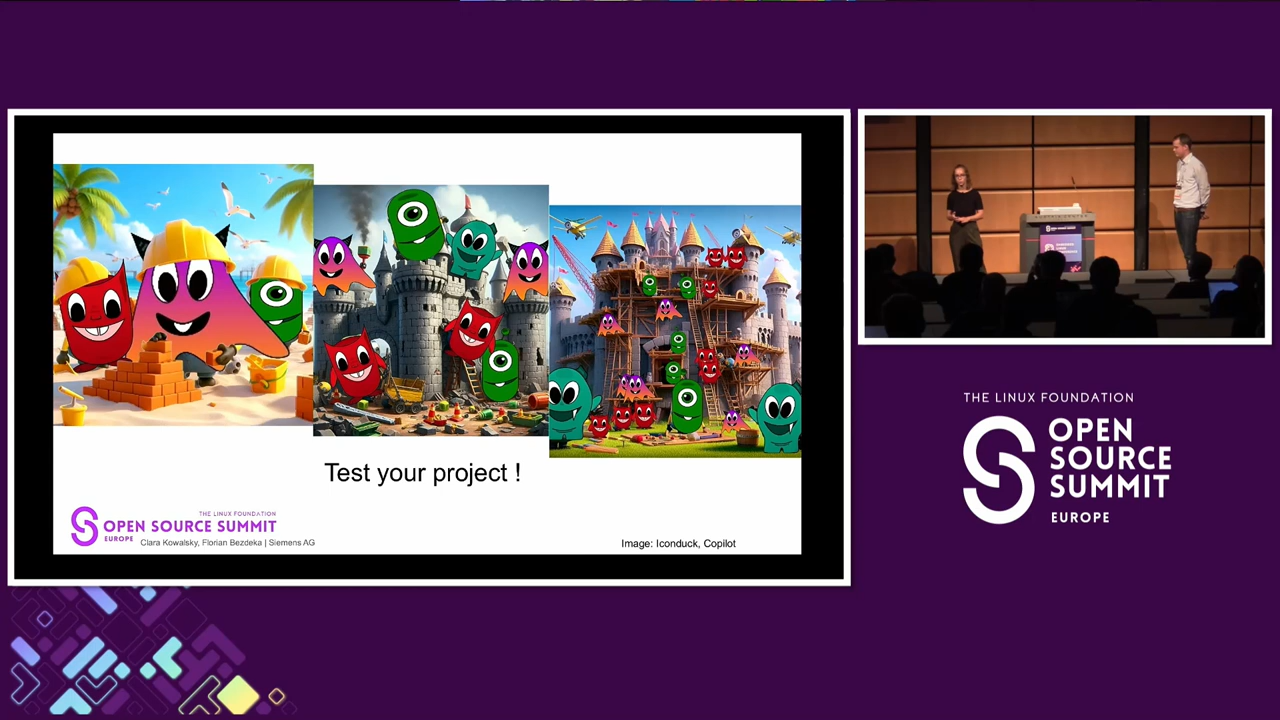 Test your project !
THE LINUX FOUNDATION
OPEN SOURCE SUMMIT
EUROPE
Clara Kowalsky, Florian Bezdeka | Siemens AG
Image: Iconduck, Copilot
THE LINUX FOUNDATION
OPEN
SOURCE
SUMMIT
EUROPE